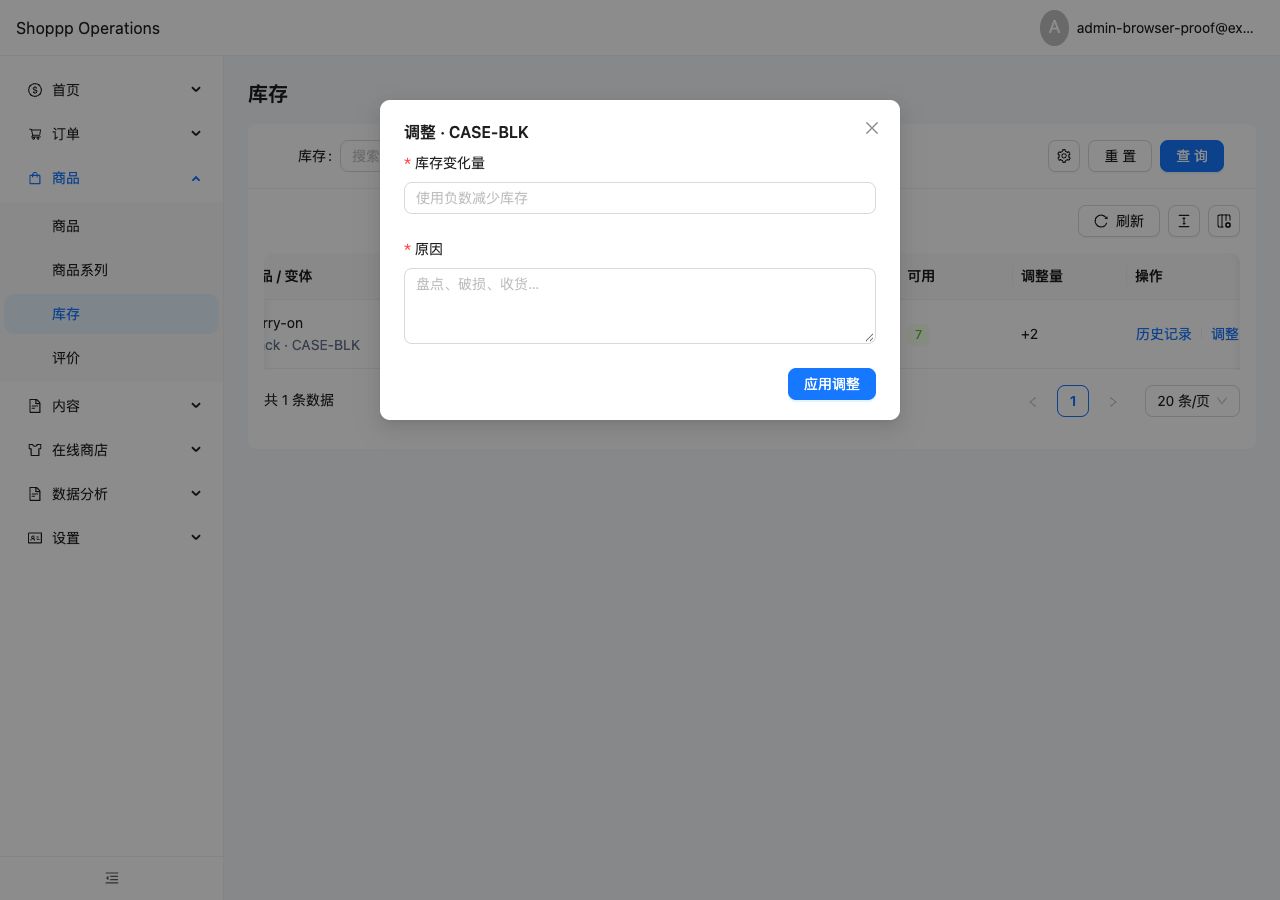 Shoppp Operations
A admin-browser-proof@ex...
首页
订单
商品
商品
商品系列
库存
评价
内容
在线商店
数据分析
设置
库存
库存 :
搜索
重 置
查 询
刷新
品 / 变体
可用
调整量
操作
rry-on
ck · CASE-BLK
7
+2
历史记录
调整
共 1 条数据
1
20 条/页
调整 · CASE-BLK
* 库存变化量
使用负数减少库存
* 原因
盘点、破损、收货...
应用调整